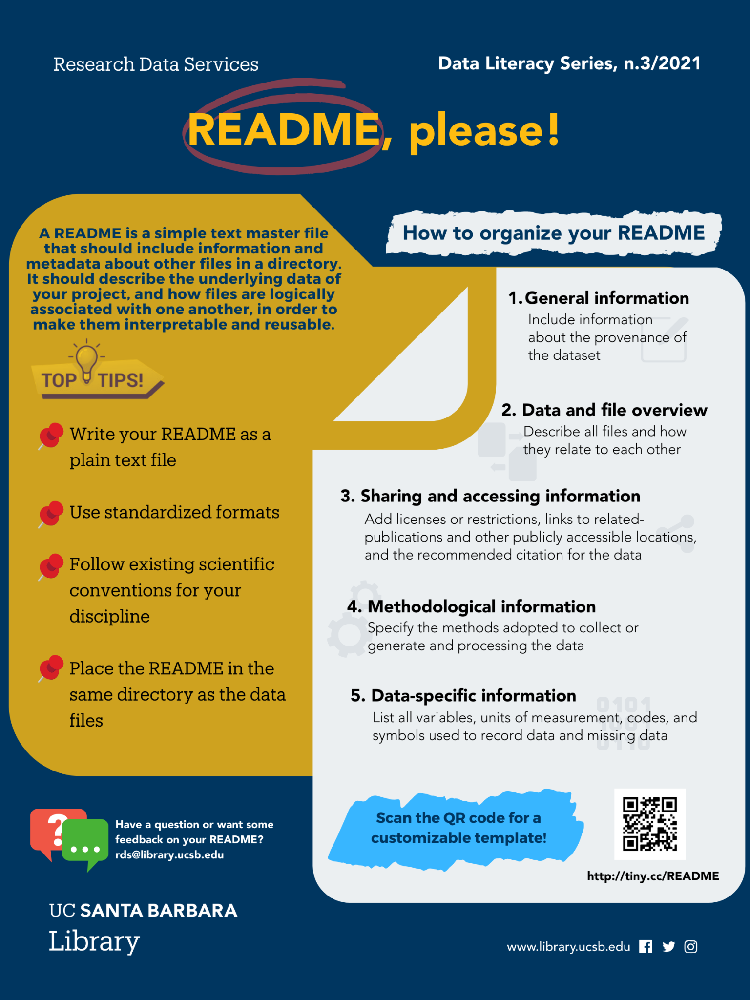 Research Data Services
Data Literacy Series, n.3/2021
README, please!
A README is a simple text master file
that should include information and
metadata about other files in a directory.
It should describe the underlying data of
your project, and how files are logically
associated with one another, in order to
make them interpretable and reusable.
TOP TIPS!
Write your README as a
plain text file
Use standardized formats
Follow existing scientific
conventions for your
discipline
Place the README in the
same directory as the data
files
How to organize your README
1. General information
Include information
about the provenance of
the dataset
2. Data and file overview
Describe all files and how
they relate to each other
3. Sharing and accessing information
Add licenses or restrictions, links to related-
publications and other publicly accessible locations,
and the recommended citation for the data
4. Methodological information
Specify the methods adopted to collect or
generate and processing the data
5. Data-specific information
0101
List all variables, units of measurement, codes, and
1001
symbols used to record data and missing data
0110
Scan the QR code for a
customizable template!
http://tiny.cc/README
?
Have a question or want some
feedback on your README?
rds@library.ucsb.edu
UC SANTA BARBARA
Library
www.library.ucsb.edu